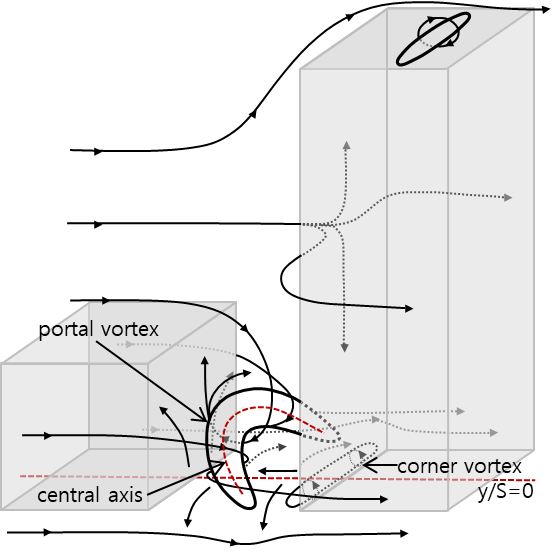 portal vortex
corner vortex
central axis
y/S=0